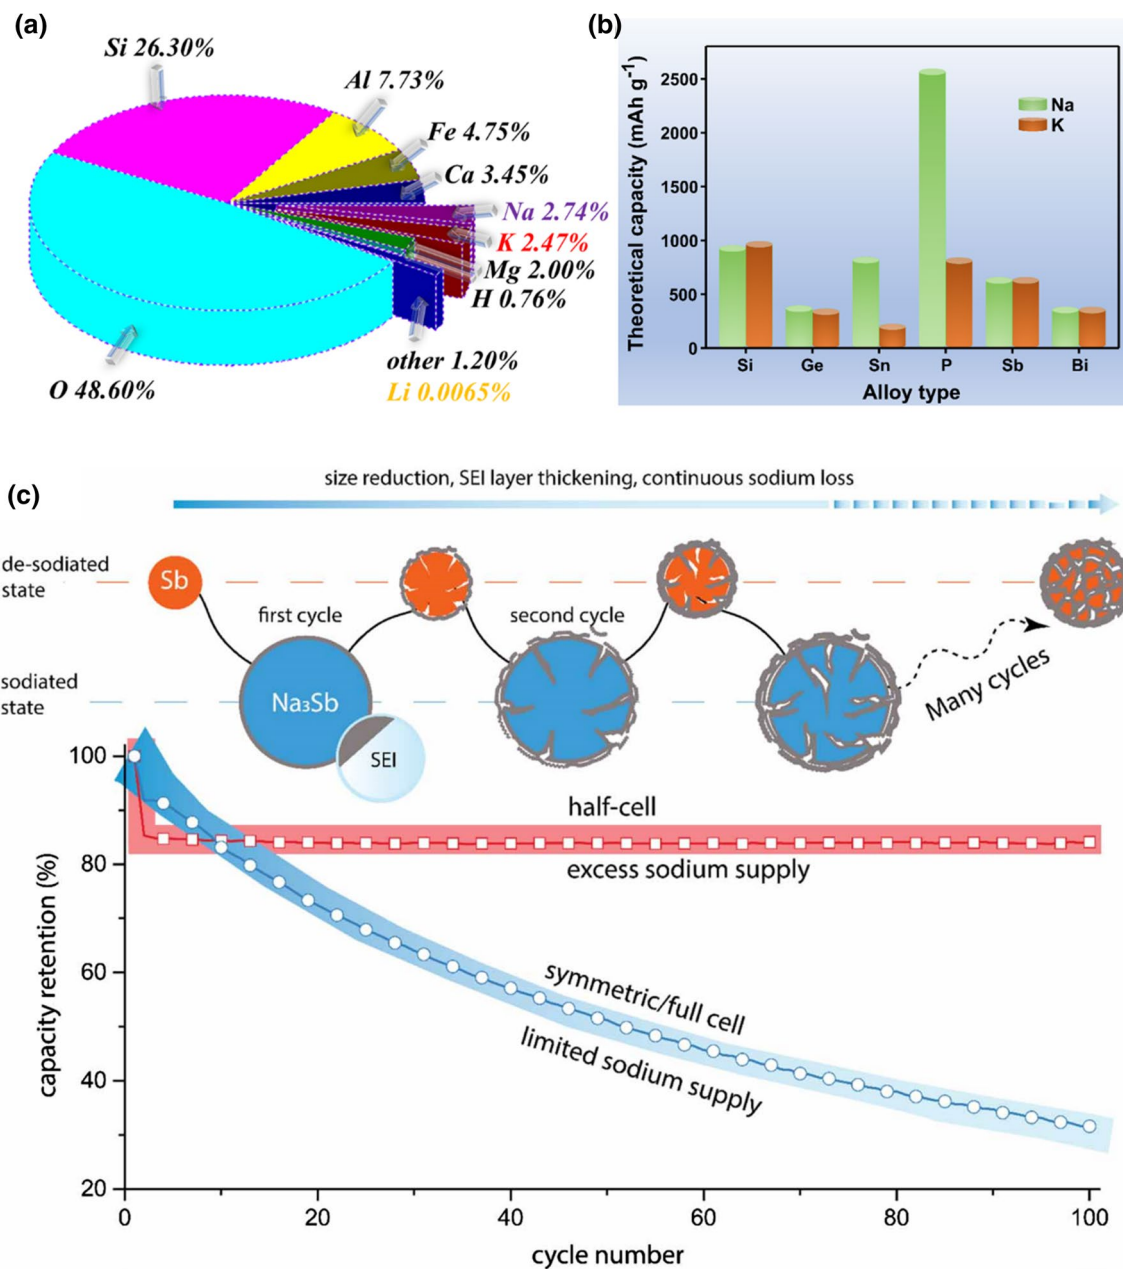 (a)
Si 26.30%
Al 7.73%
Fe 4.75%
Ca 3.45%
Na 2.74%
K 2.47%
Mg 2.00%
H 0.76%
other 1.20%
Li 0.0065%
O 48.60%
(b)
Theoretical capacity (mAh g⁻¹)
2500
2000
1500
1000
500
0
Na
K
Si Ge Sn P Sb Bi
Alloy type
(c)
size reduction, SEI layer thickening, continuous sodium loss
de-sodiated
state
Sb
first cycle
second cycle
sodiated
state
Na₃Sb
SEI
Many cycles
capacity retention (%)
100
80
60
40
20
half-cell
excess sodium supply
symmetric/full cell
limited sodium supply
0 20 40 60 80 100
cycle number